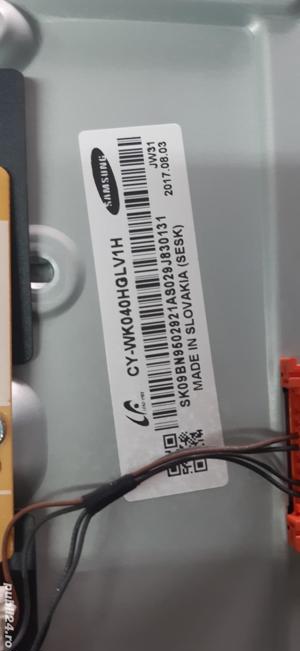 SAMSUNG
CY-WK040HGLV1H
JW31
2017.08.03
SK09BN9502921AS029J830131
MADE IN SLOVAKIA (SESK)
publi24.ro